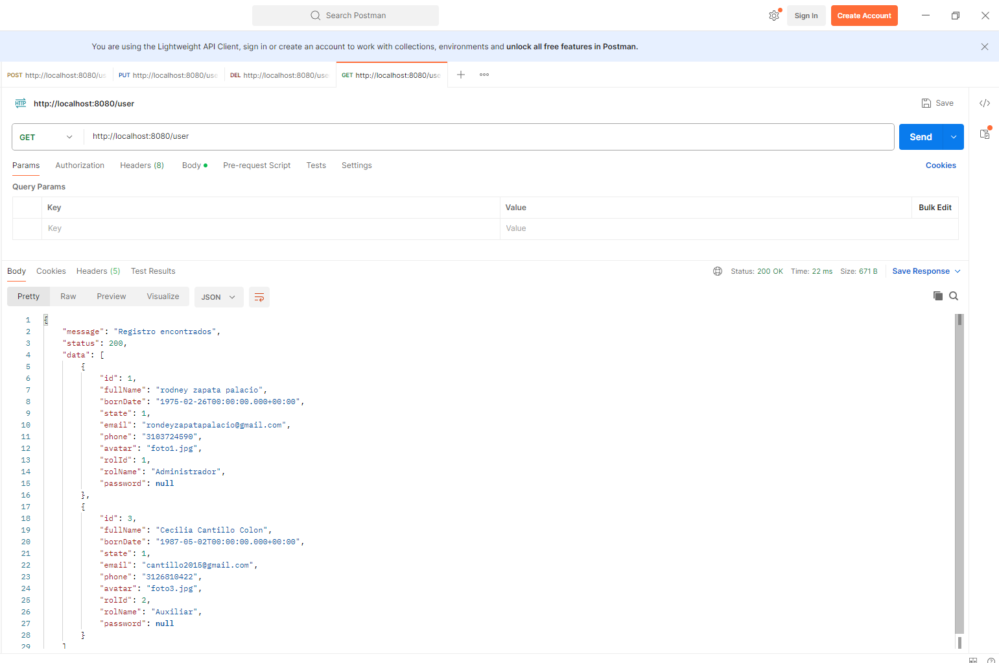 Search Postman
Sign In
Create Account
You are using the Lightweight API Client, sign in or create an account to work with collections, environments and unlock all free features in Postman.
POST http://localhost:8080/us
PUT http://localhost:8080/use
DEL http://localhost:8080/use
GET http://localhost:8080/use
HTTP http://localhost:8080/user
Save
GET http://localhost:8080/user
Send
Params Authorization Headers (8) Body Pre-request Script Tests Settings
Cookies
Query Params
Key Value Bulk Edit
Key Value
Body Cookies Headers (5) Test Results
Status: 200 OK Time: 22 ms Size: 671 B Save Response
Pretty Raw Preview Visualize JSON
1 {
2 "message": "Registro encontrados",
3 "status": 200,
4 "data": [
5 {
6 "id": 1,
7 "fullName": "rodney zapata palacio",
8 "bornDate": "1975-02-26T00:00:00.000+00:00",
9 "state": 1,
10 "email": "rondeyzapatapalacio@gmail.com",
11 "phone": "3103724590",
12 "avatar": "foto1.jpg",
13 "rolId": 1,
14 "rolName": "Administrador",
15 "password": null
16 },
17 {
18 "id": 3,
19 "fullName": "Cecilia Cantillo Colon",
20 "bornDate": "1987-05-02T00:00:00.000+00:00",
21 "state": 1,
22 "email": "cantillo2015@gmail.com",
23 "phone": "3126810422",
24 "avatar": "foto3.jpg",
25 "rolId": 2,
26 "rolName": "Auxiliar",
27 "password": null
28 }
29 ]